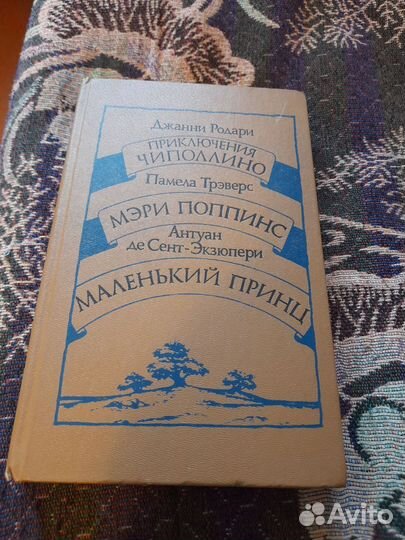 Джанни Родари
ПРИКЛЮЧЕНИЯ
ЧИПОЛЛИНО
Памела Трэверс
МЭРИ ПОППИНС
Антуан
де Сент-Экзюпери
МАЛЕНЬКИЙ ПРИНЦ
Avito